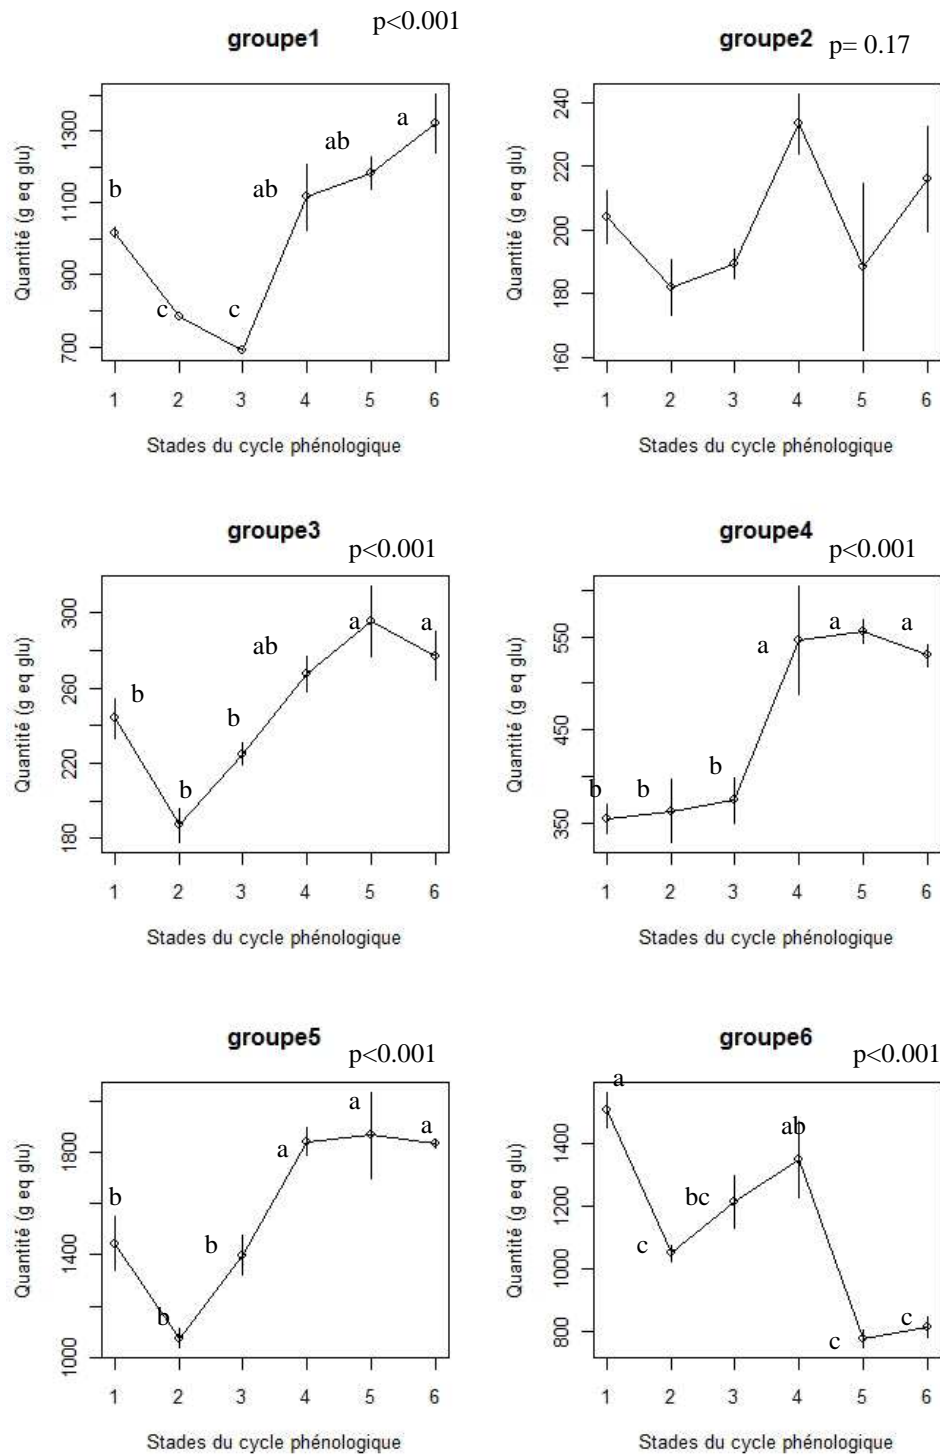 groupe1
p<0.001
Quantité (g eq glu)
700 900 1100 1300
b c c ab ab a
1 2 3 4 5 6
Stades du cycle phénologique
groupe2
p= 0.17
Quantité (g eq glu)
160 180 200 220 240
1 2 3 4 5 6
Stades du cycle phénologique
groupe3
p<0.001
Quantité (g eq glu)
180 220 260 300
b b b ab a a
1 2 3 4 5 6
Stades du cycle phénologique
groupe4
p<0.001
Quantité (g eq glu)
350 450 550
b b b a a a
1 2 3 4 5 6
Stades du cycle phénologique
groupe5
p<0.001
Quantité (g eq glu)
1000 1400 1800
b b b a a a
1 2 3 4 5 6
Stades du cycle phénologique
groupe6
p<0.001
Quantité (g eq glu)
800 1000 1200 1400
a c bc ab c c
1 2 3 4 5 6
Stades du cycle phénologique